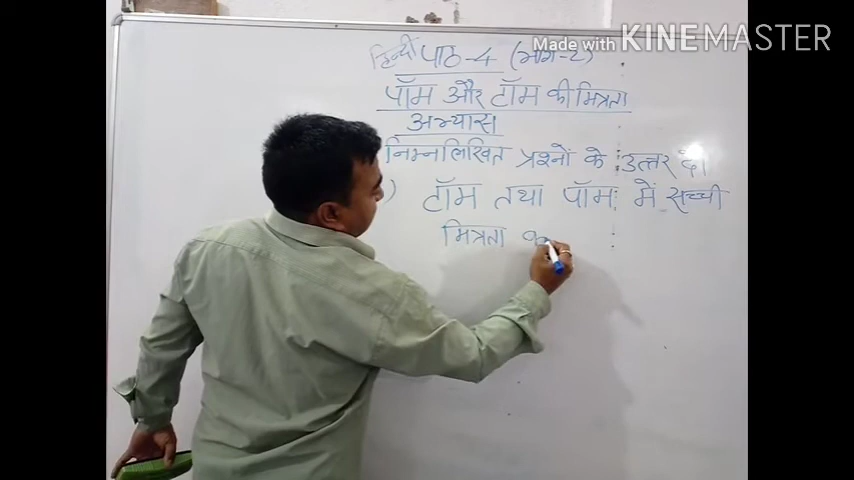 Made with KINEMASTER
हिन्दी पाठ-4 (भाग-2)
पॉम और टॉम की मित्रता
अभ्यास
निम्नलिखित प्रश्नों के उत्तर दें।
) टॉम तथा पॉम में सच्ची
मित्रता